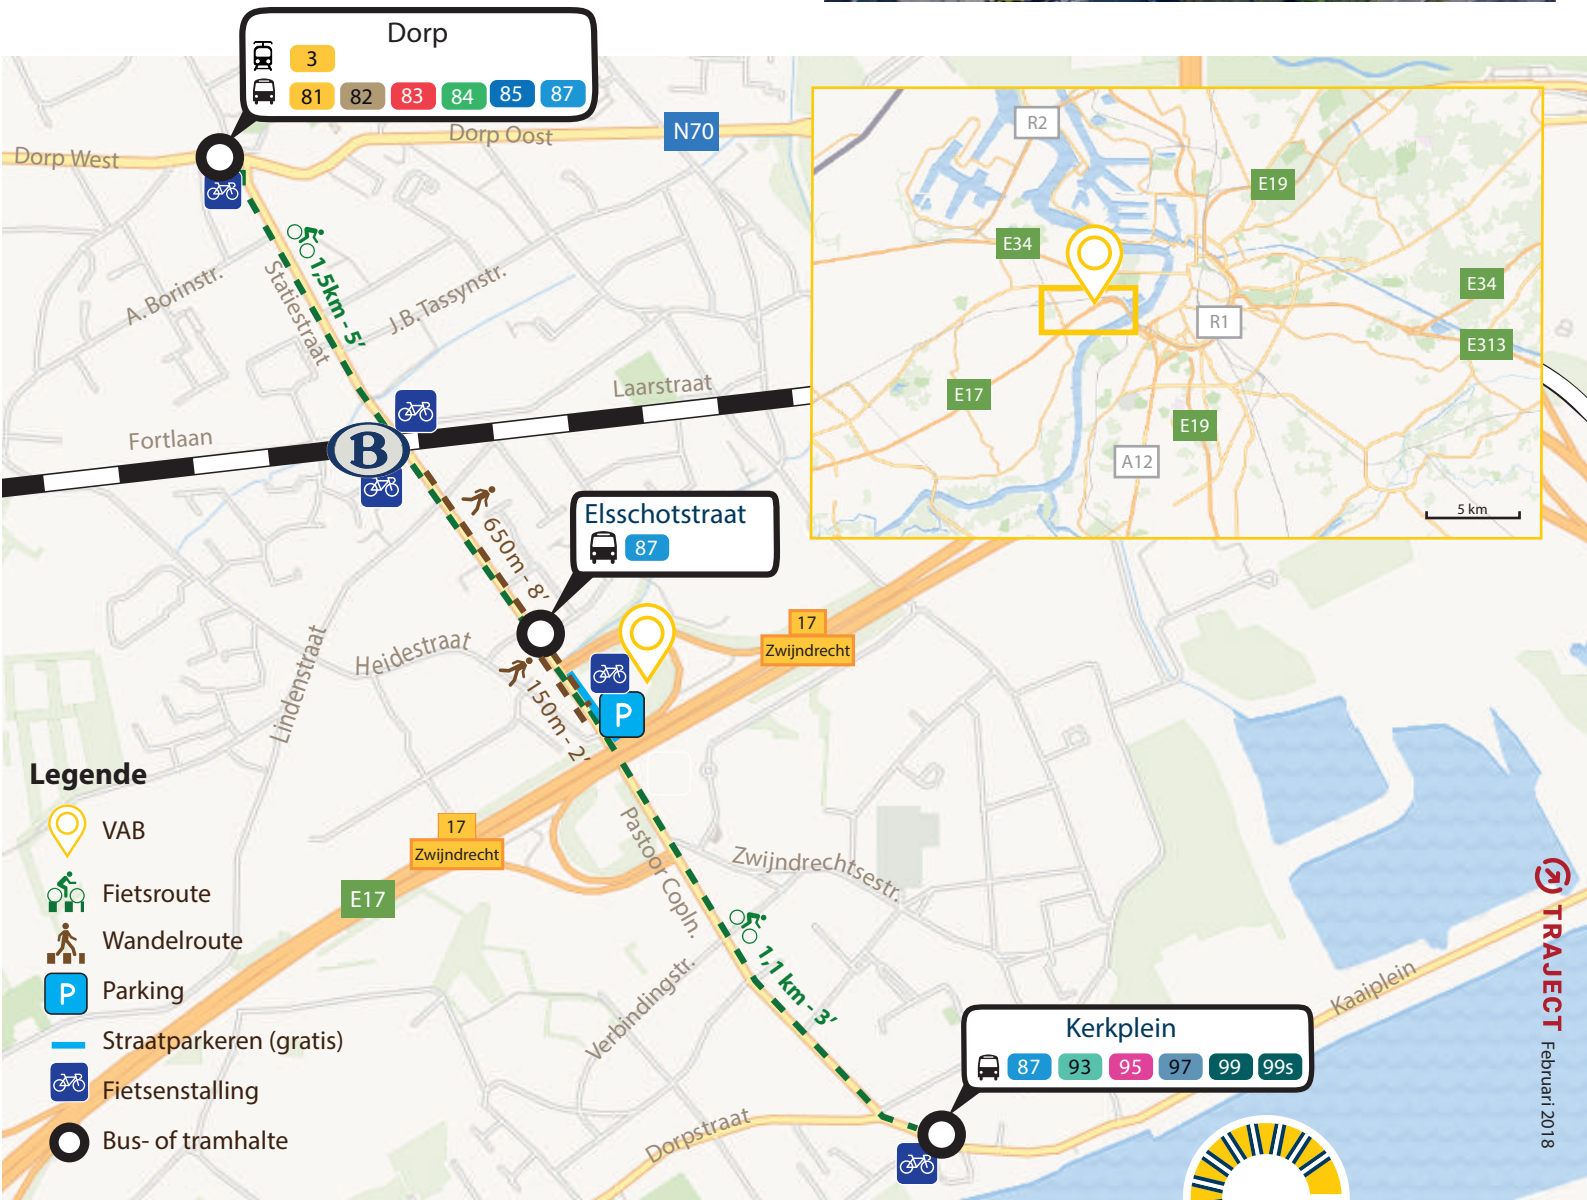 Dorp
3
81 82 83 84 85 87
Dorp West
Dorp Oost
N70
R2
E19
E34
E34
R1
E313
E17
E19
A12
5 km
A. Borinstr.
Statiestraat
1,5km - 5’
J.B. Tassynstr.
Laarstraat
Fortlaan
B
650m - 8’
Elsschotstraat
87
Lindenstraat
Heidestraat
150m - 2’
P
17
Zwijndrecht
17
Zwijndrecht
E17
Pastoor Copln.
Zwijndrechtsestr.
Verbindingstr.
1,1 km - 3’
Kaaiplein
Kerkplein
87 93 95 97 99 99s
Dorpstraat
Legende
VAB
Fietsroute
Wandelroute
P Parking
Straatparkeren (gratis)
Fietsenstalling
Bus- of tramhalte
TRAJECT Februari 2018